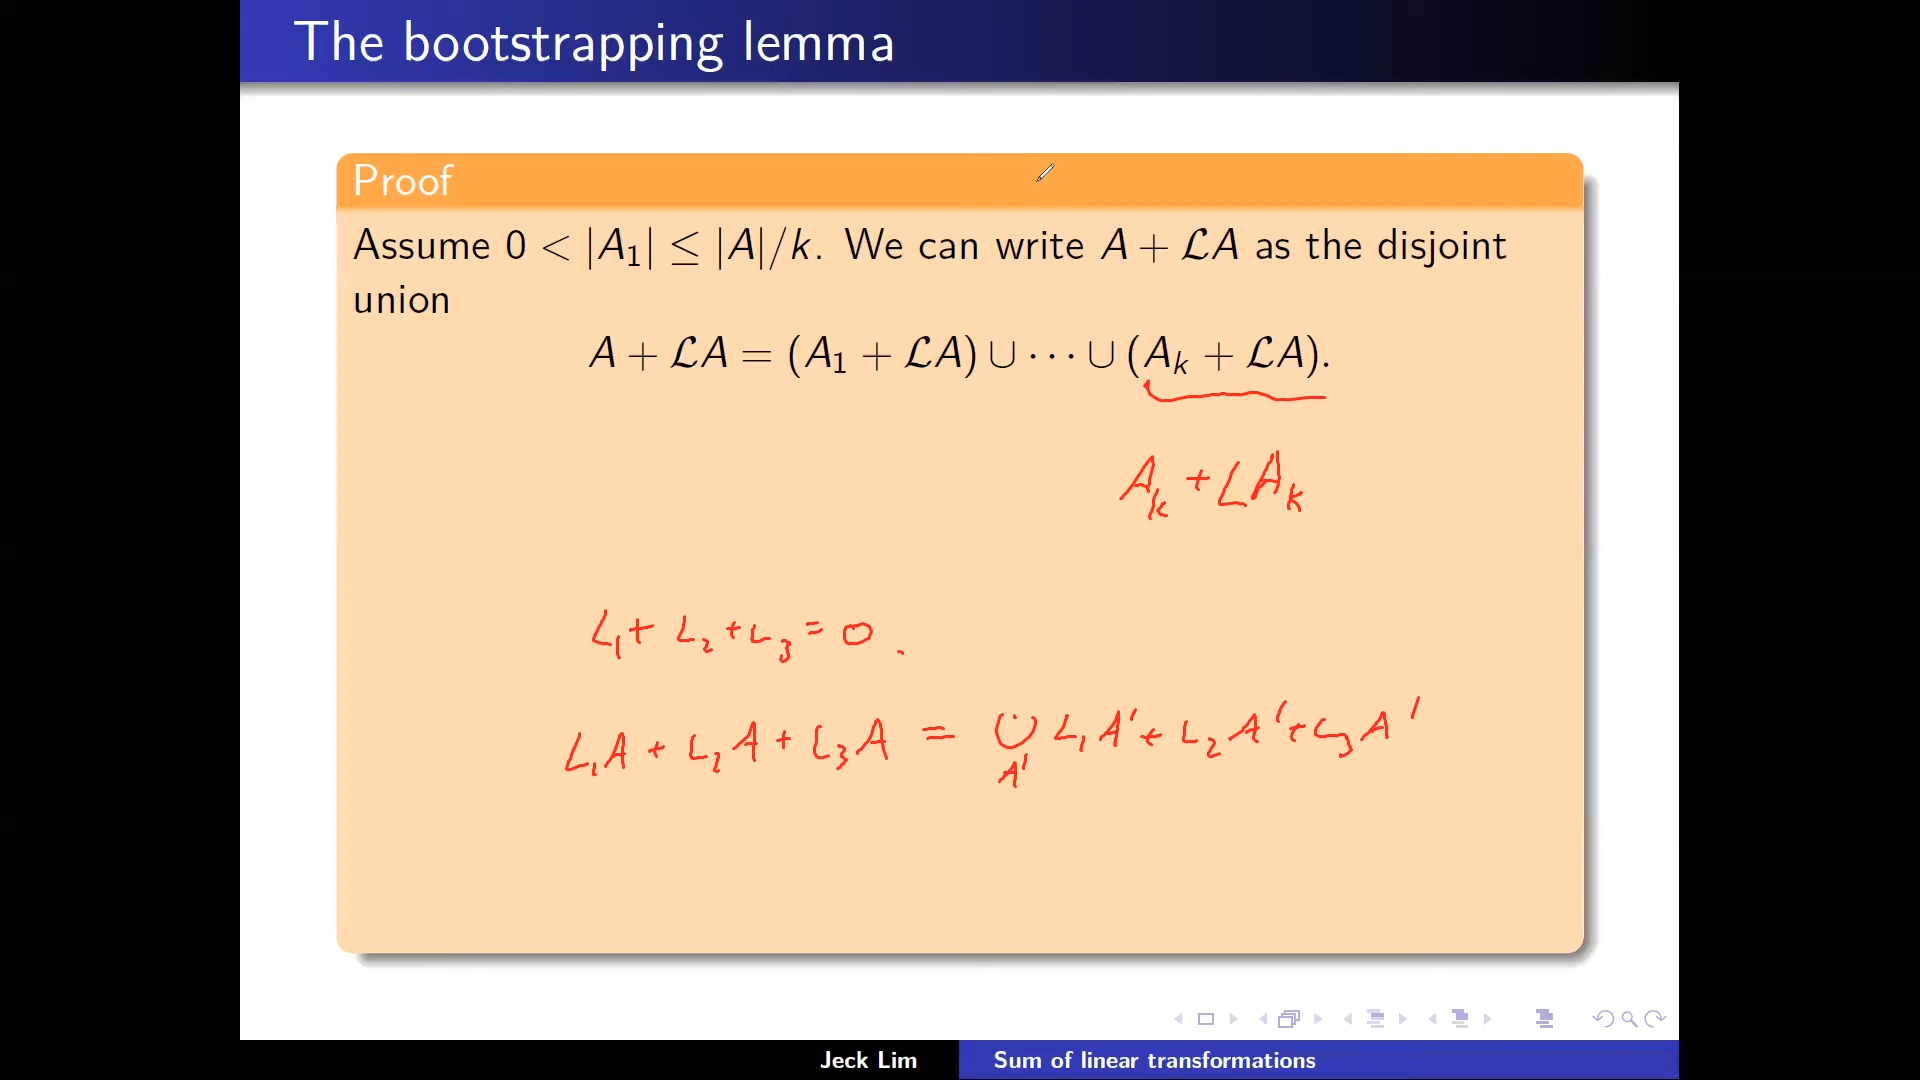 The bootstrapping lemma
Proof
Assume 0 < |A₁| ≤ |A|/k. We can write A + ℒA as the disjoint
union
A + ℒA = (A₁ + ℒA) ∪ ⋯ ∪ (Aₖ + ℒA).
Aₖ + LAₖ
L₁ + L₂ + L₃ = 0.
L₁A + L₂A + L₃A = ⨃ L₁A' + L₂A' + L₃A'
A'
Jeck Lim
Sum of linear transformations